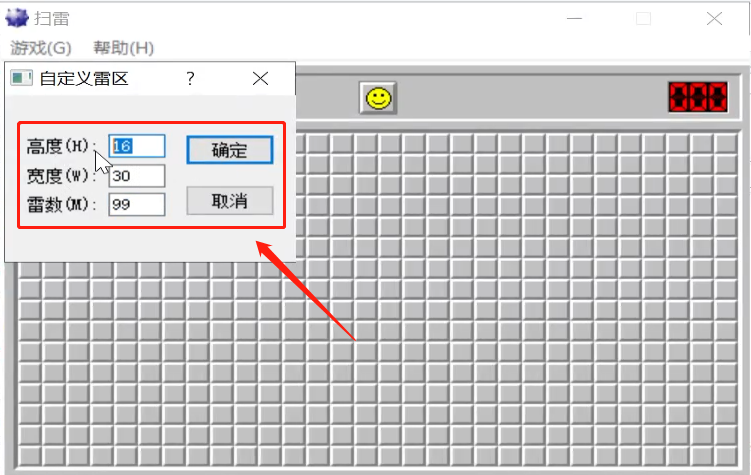 扫雷
游戏(G) 帮助(H)
自定义雷区 ?
高度(H): 16 确定
宽度(W): 30
雷数(M): 99 取消